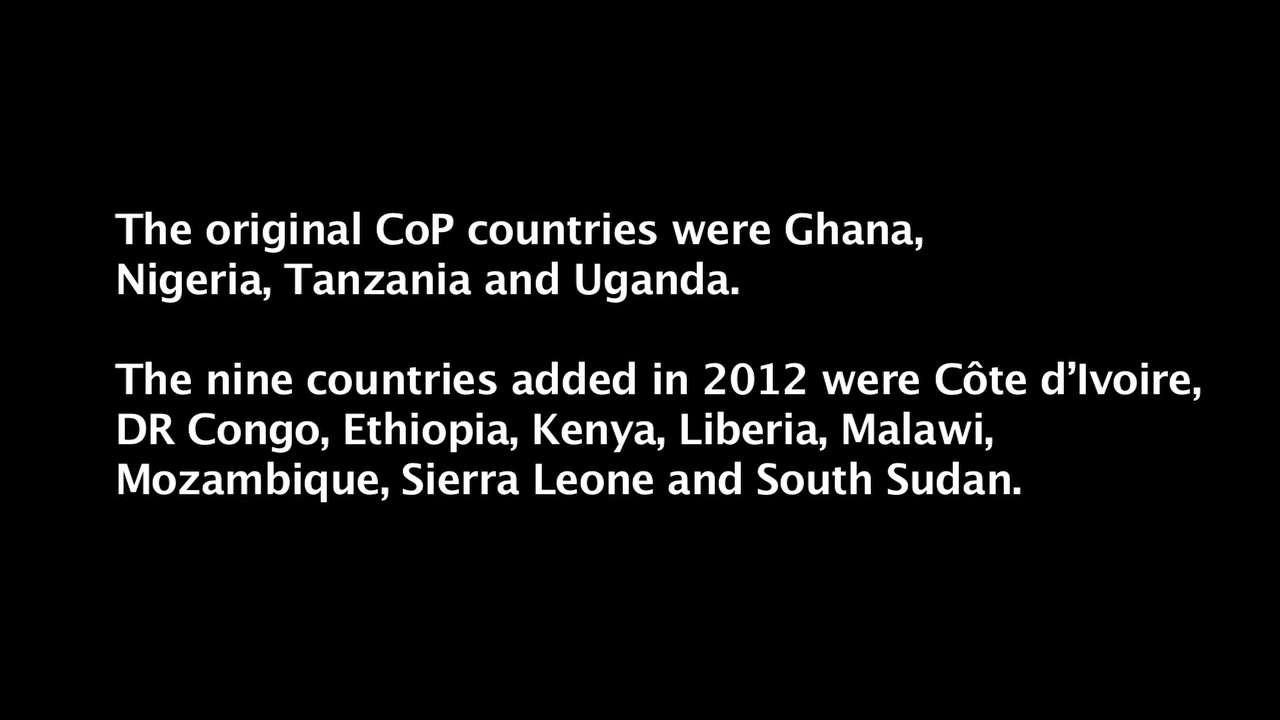 The original CoP countries were Ghana,
Nigeria, Tanzania and Uganda.
The nine countries added in 2012 were Côte d’Ivoire,
DR Congo, Ethiopia, Kenya, Liberia, Malawi,
Mozambique, Sierra Leone and South Sudan.